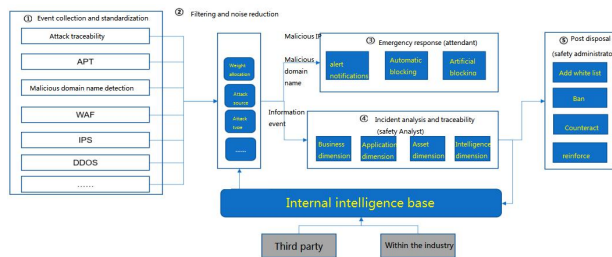 ① Event collection and standardization
Attack traceability
APT
Malicious domain name detection
WAF
IPS
DDOS
……
② Filtering and noise reduction
Weight
allocation
Attack
source
Attack
type
……
Malicious IP
Malicious
domain
name
Information
event
③ Emergency response (attendant)
alert
notifications
Automatic
blocking
Artificial
blocking
④ Incident analysis and traceability
(safety Analyst)
Business
dimension
Application
dimension
Asset
dimension
Intelligence
dimension
⑤ Post disposal
(safety administrator
Add white list
Ban
Counteract
reinforce
Internal intelligence base
Third party
Within the industry